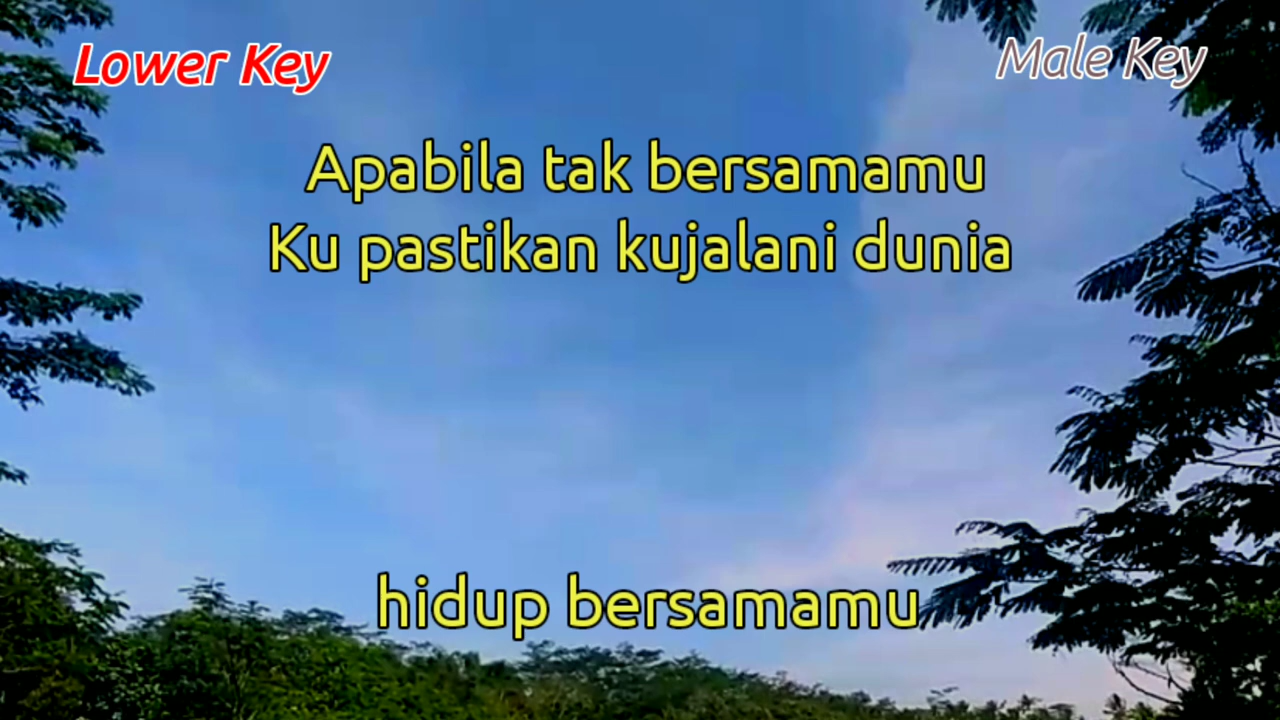 Lower Key
Male Key
Apabila tak bersamamu
Ku pastikan kujalani dunia
hidup bersamamu